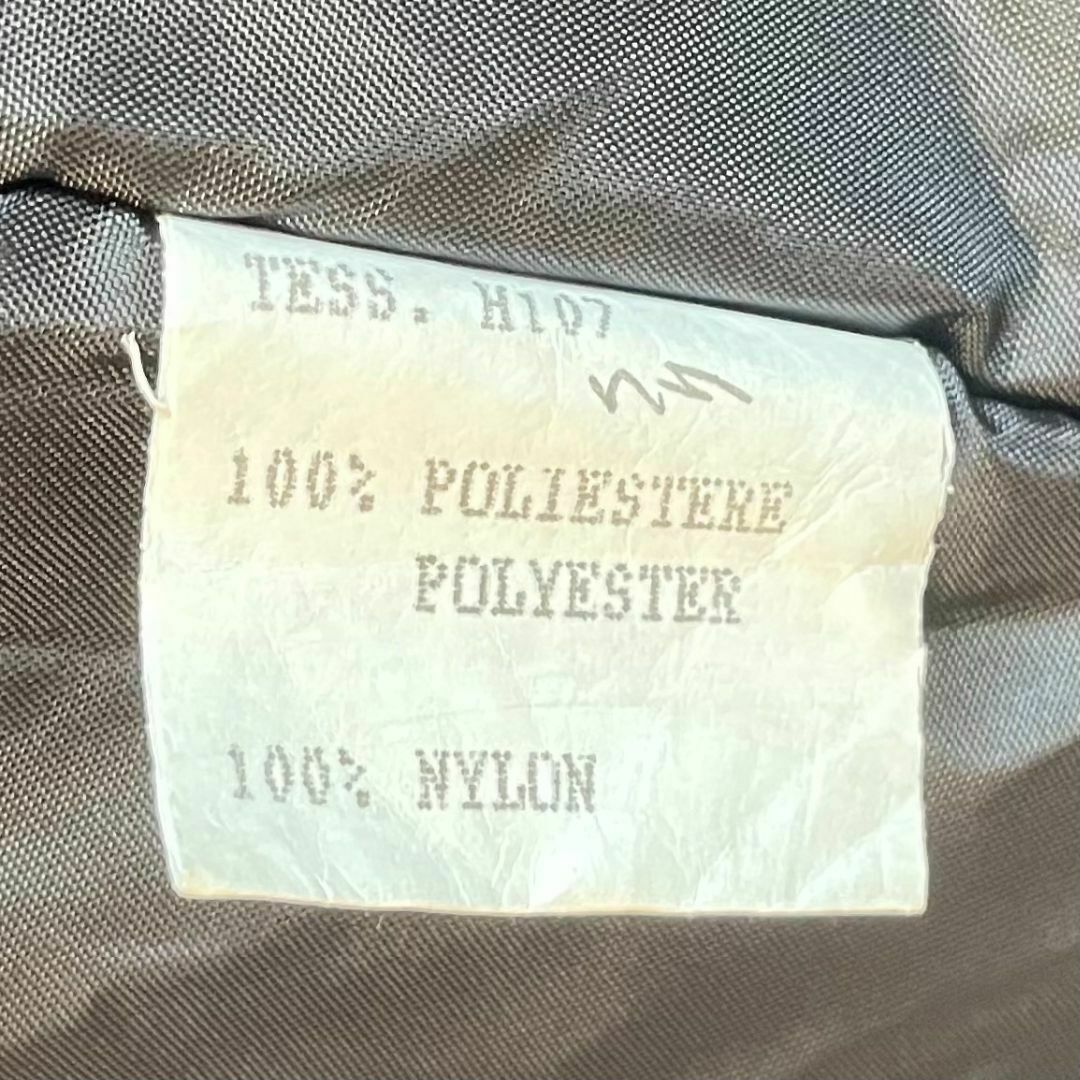 TESS. H107
100% POLIESTERE
POLYESTER
100% NYLON